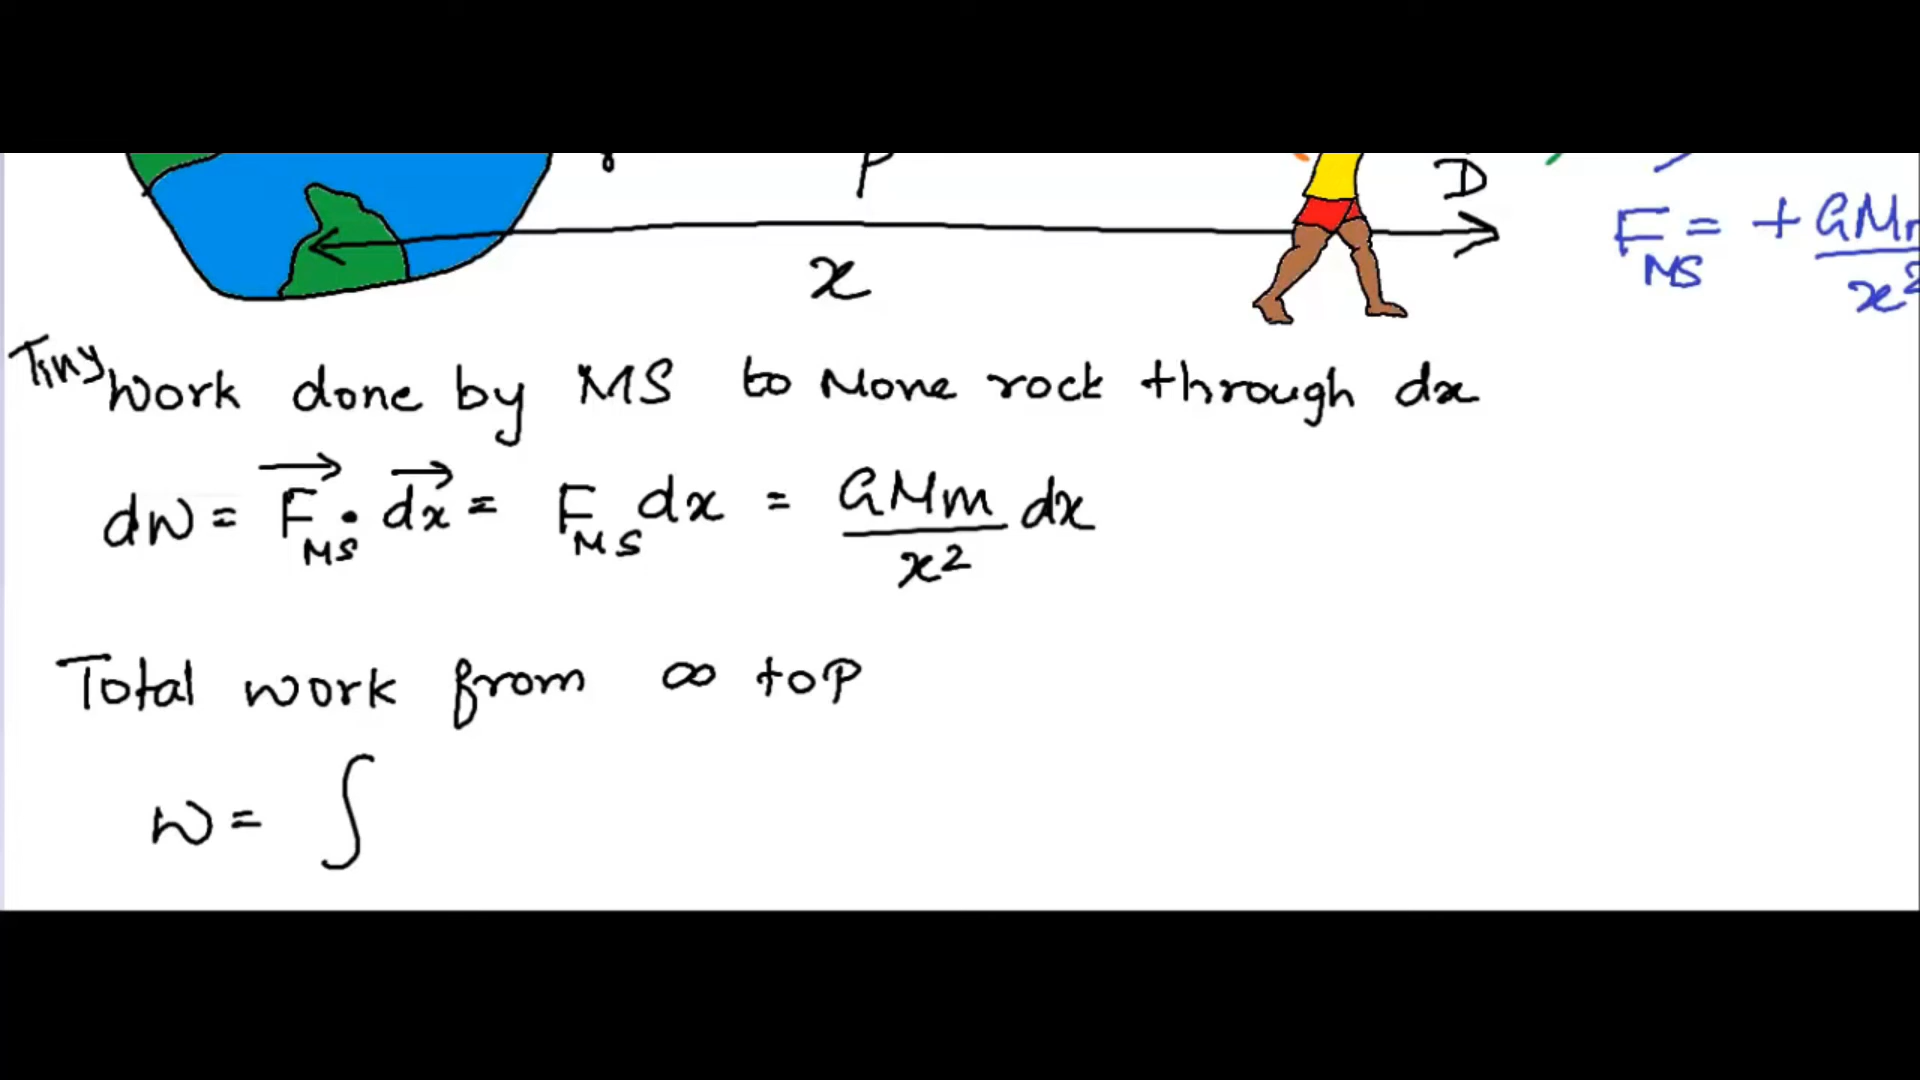 P
D
x
F_MS = + GMm/x²
Tiny work done by MS to Move rock through dx
dW = F_MS · dx = F_MS dx = GMm/x² dx
Total work from ∞ to P
W = ∫